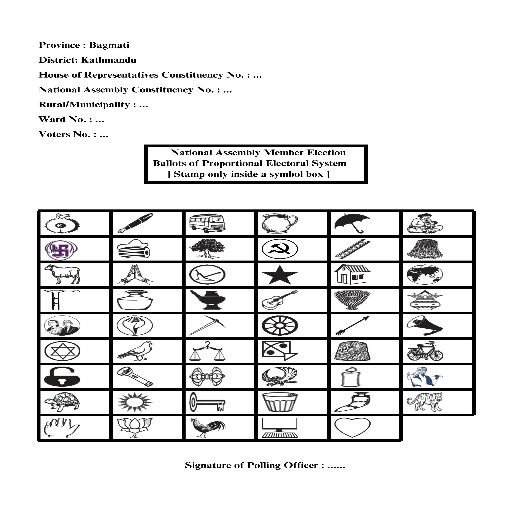 Province : Bagmati
District: Kathmandu
House of Representatives Constituency No. : ...
National Assembly Constituency No. : ...
Rural/Municipality : ...
Ward No. : ...
Voters No. : ...
National Assembly Member Election
Ballots of Proportional Electoral System
[ Stamp only inside a symbol box ]
Signature of Polling Officer : ......